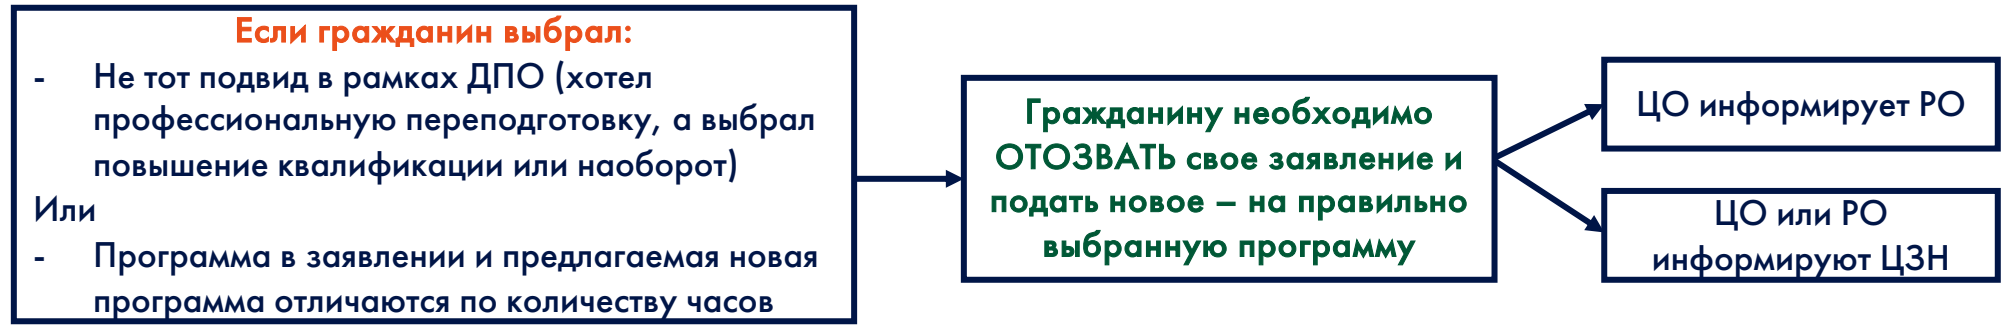 Если гражданин выбрал:
- Не тот подвид в рамках ДПО (хотел
профессиональную переподготовку, а выбрал
повышение квалификации или наоборот)
Или
- Программа в заявлении и предлагаемая новая
программа отличаются по количеству часов
Гражданину необходимо
ОТОЗВАТЬ свое заявление и
подать новое – на правильно
выбранную программу
ЦО информирует РО
ЦО или РО
информируют ЦЗН